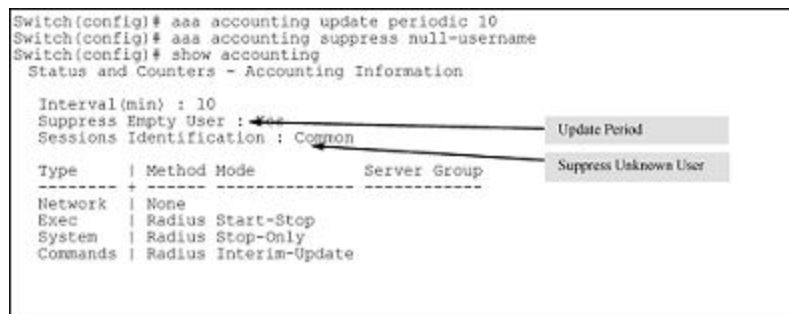 Switch(config)# aaa accounting update periodic 10
Switch(config)# aaa accounting suppress null-username
Switch(config)# show accounting
Status and Counters - Accounting Information
Interval(min) : 10
Suppress Empty User : Yes
Sessions Identification : Common
Update Period
Suppress Unknown User
Type | Method Mode Server Group
-------- + ------ -------------- ------------
Network | None
Exec | Radius Start-Stop
System | Radius Stop-Only
Commands | Radius Interim-Update